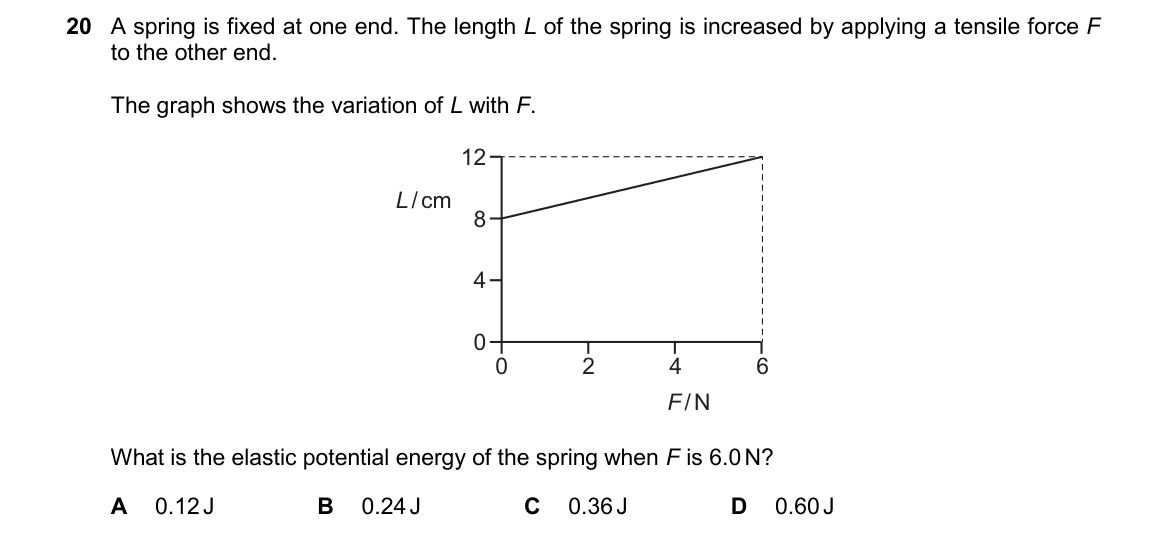 20 A spring is fixed at one end. The length L of the spring is increased by applying a tensile force F
to the other end.
The graph shows the variation of L with F.
12
L/cm
8
4
0
0 2 4 6
F/N
What is the elastic potential energy of the spring when F is 6.0N?
A 0.12J B 0.24J C 0.36J D 0.60J